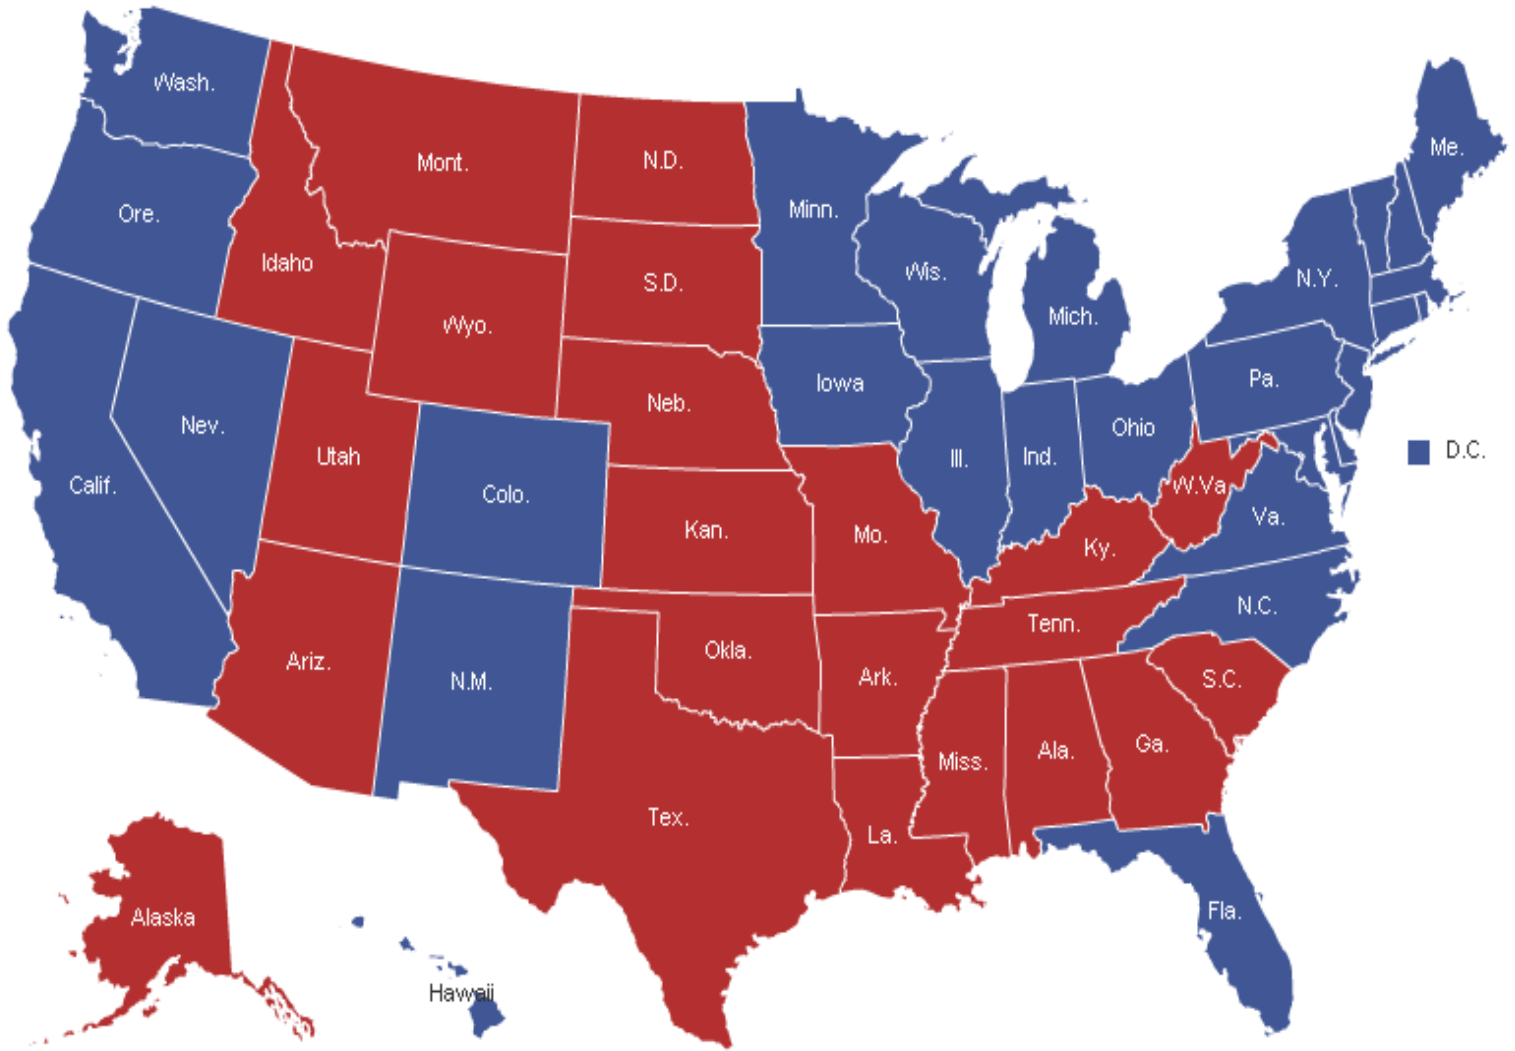 Wash.
Me.
Mont.
N.D.
Ore.
Minn.
Idaho
Wis.
N.Y.
S.D.
Mich.
Wyo.
Pa.
Iowa
Neb.
Nev.
Ohio
D.C.
Utah
Ill.
Ind.
Calif.
W.Va
Colo.
Va.
Kan.
Mo.
Ky.
N.C.
Tenn.
Okla.
Ariz.
Ark.
S.C.
N.M.
Ga.
Ala.
Miss.
Tex.
La.
Fla.
Alaska
Hawaii